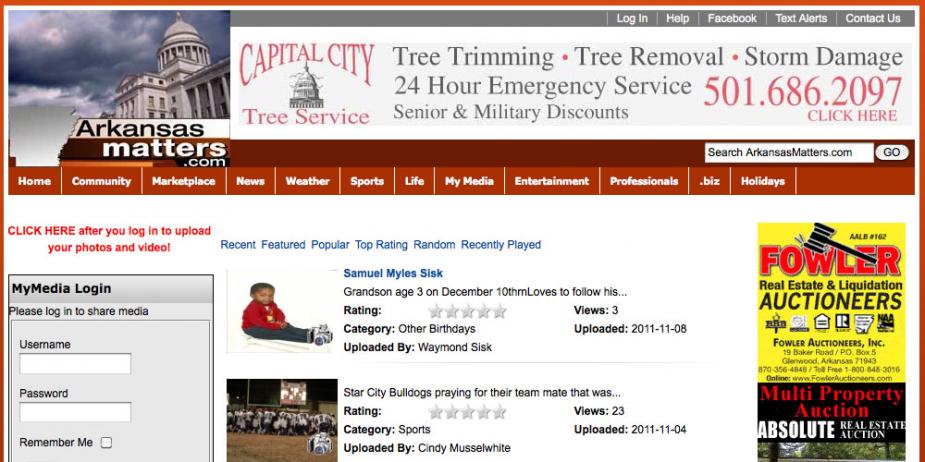 Log In | Help | Facebook | Text Alerts | Contact Us
CAPITAL CITY
Tree Service
Tree Trimming • Tree Removal • Storm Damage
24 Hour Emergency Service 501.686.2097
Senior & Military Discounts
CLICK HERE
Arkansas
matters
.com
Search ArkansasMatters.com GO
Home Community Marketplace News Weather Sports Life My Media Entertainment Professionals .biz Holidays
CLICK HERE after you log in to upload
your photos and video!
MyMedia Login
Please log in to share media
Username
Password
Remember Me
Recent Featured Popular Top Rating Random Recently Played
Samuel Myles Sisk
Grandson age 3 on December 10thrnLoves to follow his...
Rating: Views: 3
Category: Other Birthdays Uploaded: 2011-11-08
Uploaded By: Waymond Sisk
Star City Bulldogs praying for their team mate that was...
Rating: Views: 23
Category: Sports Uploaded: 2011-11-04
Uploaded By: Cindy Musselwhite
AALB #162
FOWLER
Real Estate & Liquidation
AUCTIONEERS
FOWLER AUCTIONEERS, INC.
19 Baker Road / P.O. Box 5
Glenwood, Arkansas 71943
870-356-4848 / Toll Free 1-800-848-3016
Online: www.FowlerAuctioneers.com
Multi Property
Auction
ABSOLUTE REAL ESTATE
AUCTION